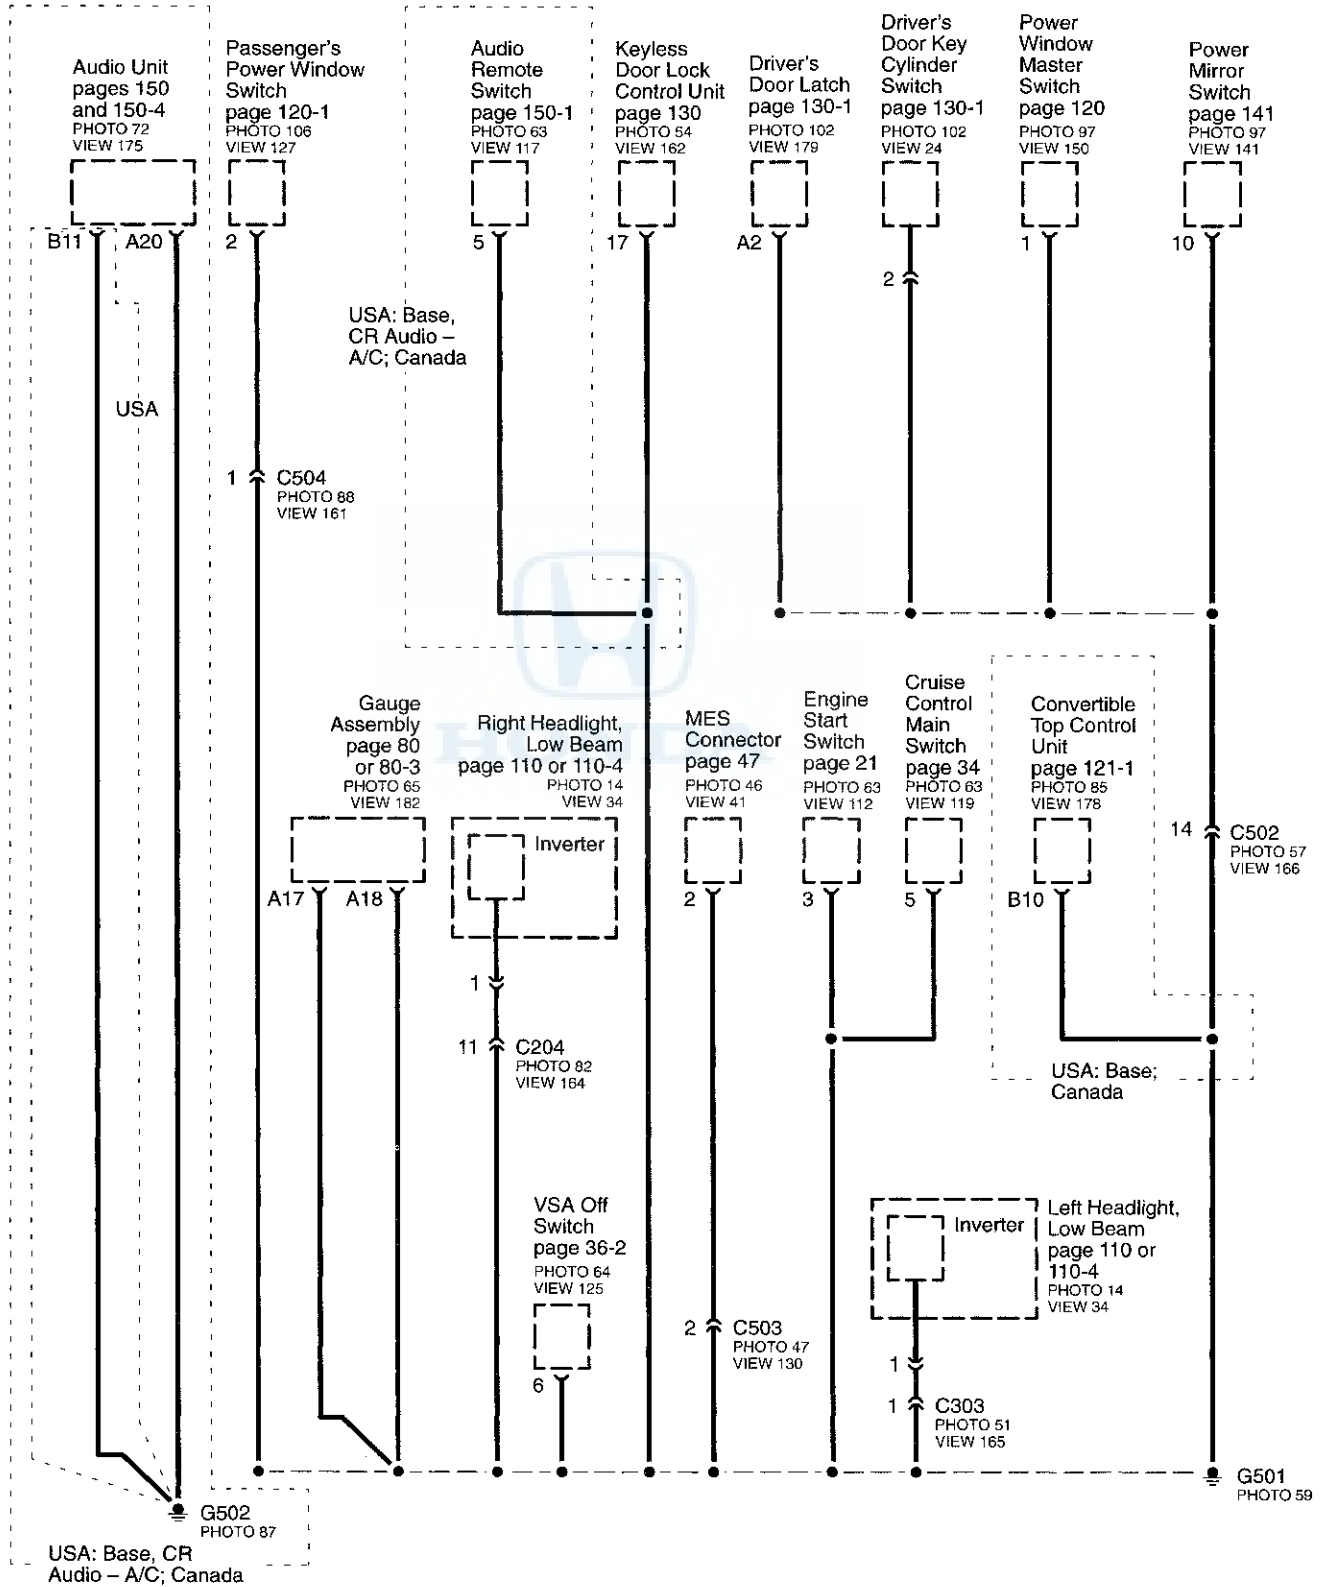 Audio Unit
pages 150
and 150-4
PHOTO 72
VIEW 175
Passenger's
Power Window
Switch
page 120-1
PHOTO 106
VIEW 127
Audio
Remote
Switch
page 150-1
PHOTO 63
VIEW 117
Keyless
Door Lock
Control Unit
page 130
PHOTO 54
VIEW 162
Driver's
Door Latch
page 130-1
PHOTO 102
VIEW 179
Driver's
Door Key
Cylinder
Switch
page 130-1
PHOTO 102
VIEW 24
Power
Window
Master
Switch
page 120
PHOTO 97
VIEW 150
Power
Mirror
Switch
page 141
PHOTO 97
VIEW 141
B11
A20
2
5
17
A2
2
1
10
USA: Base,
CR Audio –
A/C; Canada
USA
1
C504
PHOTO 88
VIEW 161
HONDA
Gauge
Assembly
page 80
or 80-3
PHOTO 65
VIEW 182
Right Headlight,
Low Beam
page 110 or 110-4
PHOTO 14
VIEW 34
Inverter
MES
Connector
page 47
PHOTO 46
VIEW 41
Engine
Start
Switch
page 21
PHOTO 63
VIEW 112
Cruise
Control
Main
Switch
page 34
PHOTO 63
VIEW 119
Convertible
Top Control
Unit
page 121-1
PHOTO 85
VIEW 178
14
C502
PHOTO 57
VIEW 166
A17
A18
2
3
5
B10
1
11
C204
PHOTO 82
VIEW 164
USA: Base;
Canada
VSA Off
Switch
page 36-2
PHOTO 64
VIEW 125
6
2
C503
PHOTO 47
VIEW 130
Inverter
Left Headlight,
Low Beam
page 110 or
110-4
PHOTO 14
VIEW 34
1
1
C303
PHOTO 51
VIEW 165
G501
PHOTO 59
G502
PHOTO 87
USA: Base, CR
Audio – A/C; Canada